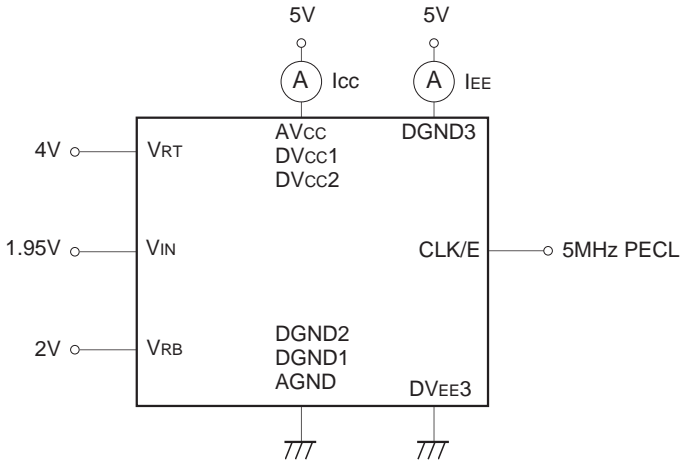 5V 5V
A Icc A IEE
AVcc DGND3
4V VRT DVcc1
DVcc2
1.95V VIN CLK/E 5MHz PECL
2V VRB DGND2
DGND1
AGND
DVEE3